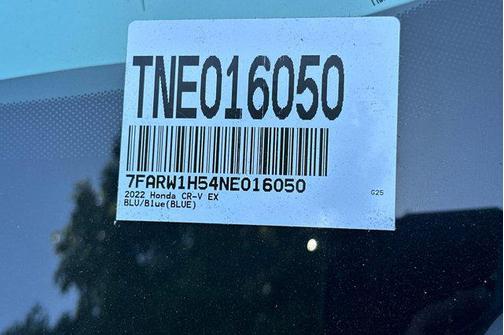 TNE016050
7FARW1H54NE016050
2022 Honda CR-V EX
G25
BLU/Blue(BLUE)